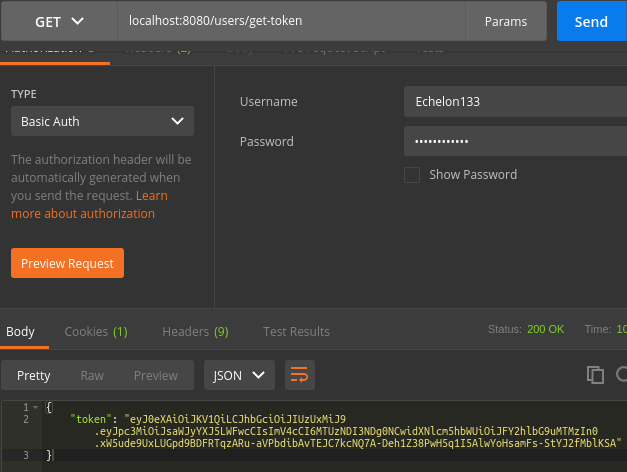 GET localhost:8080/users/get-token Params Send
TYPE
Basic Auth
The authorization header will be
automatically generated when
you send the request. Learn
more about authorization
Preview Request
Username Echelon133
Password ••••••••••••
Show Password
Body Cookies (1) Headers (9) Test Results Status: 200 OK Time: 10
Pretty Raw Preview JSON
1 {
2 "token": "eyJ0eXAiOiJKV1QiLCJhbGciOiJIUzUxMiJ9
.eyJpc3MiOiJsaWJyYXJ5LWFwcCIsImV4cCI6MTUzNDI3NDg0NCwidXNlcm5hbWUiOiJFY2hlbG9uMTMzIn0
.xW5ude9UxLUGpd9BDFRTqzARu-aVPbdibAvTEJC7kcNQ7A-Deh1Z38PwH5q1I5AlwYoHsamFs-StYJ2fMblKSA"
3 }